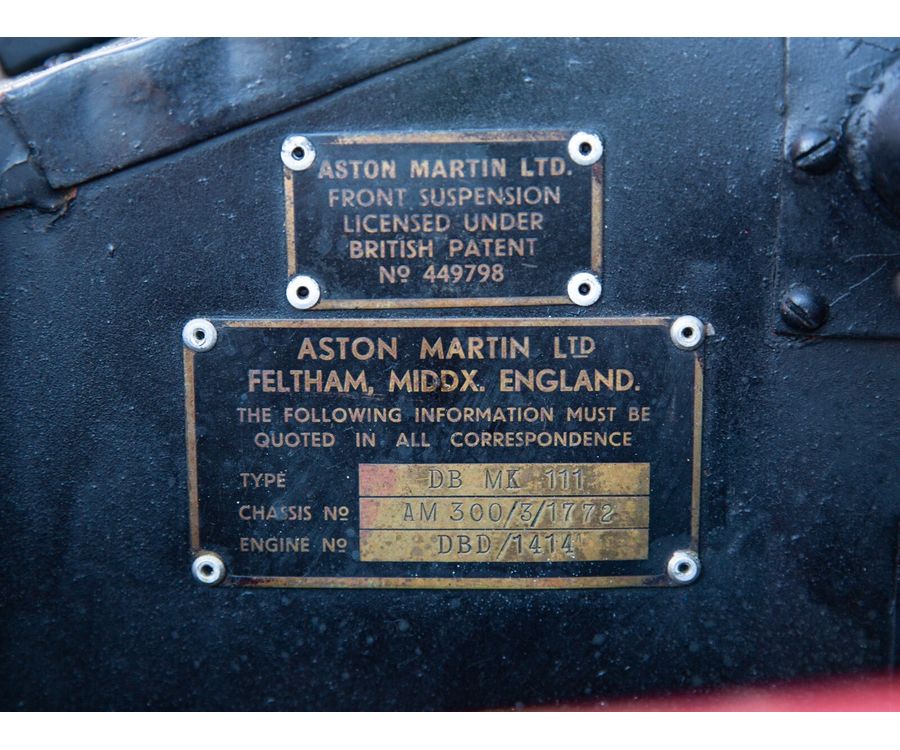 ASTON MARTIN LTD.
FRONT SUSPENSION
LICENSED UNDER
BRITISH PATENT
Nº 449798
ASTON MARTIN LTD
FELTHAM, MIDDX. ENGLAND.
THE FOLLOWING INFORMATION MUST BE
QUOTED IN ALL CORRESPONDENCE
TYPE DB MK 111
CHASSIS Nº AM 300/3/1772
ENGINE Nº DBD/1414